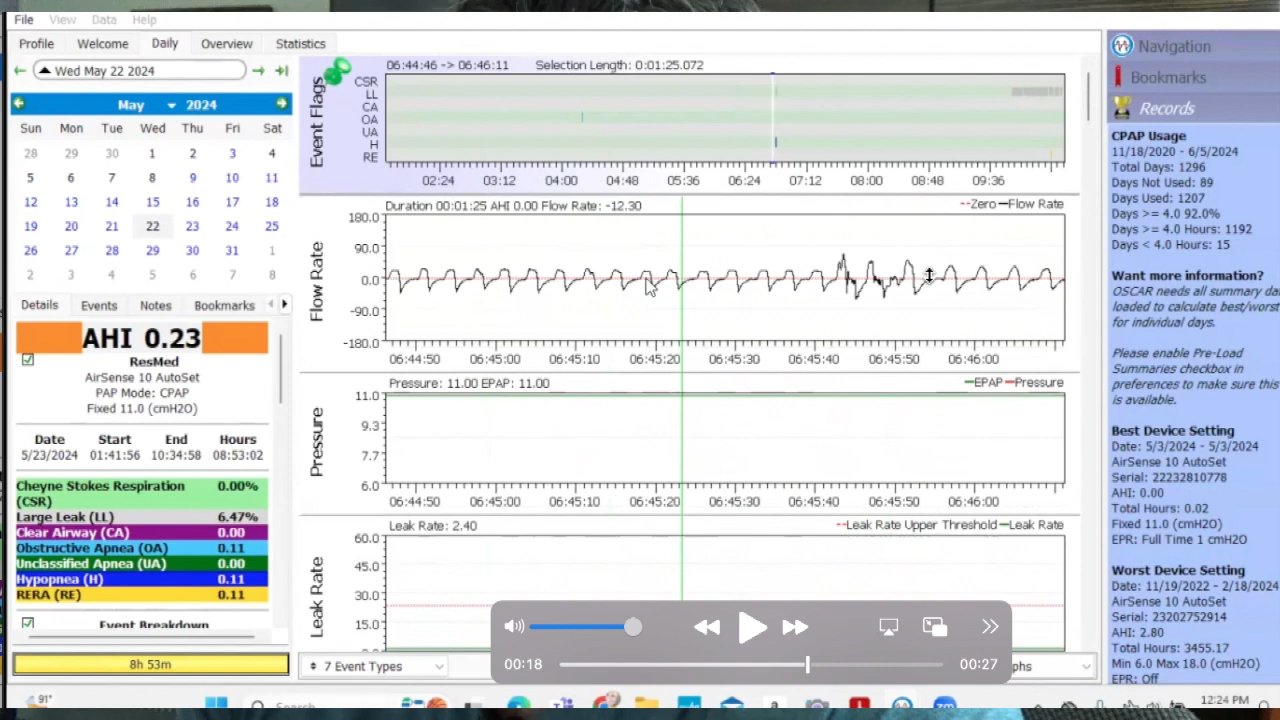 File View Data Help
Profile Welcome Daily Overview Statistics
Wed May 22 2024
May 2024
Sun Mon Tue Wed Thu Fri Sat
28 29 30 1 2 3 4
5 6 7 8 9 10 11
12 13 14 15 16 17 18
19 20 21 22 23 24 25
26 27 28 29 30 31 1
2 3 4 5 6 7 8
Details Events Notes Bookmarks
AHI 0.23
ResMed
AirSense 10 AutoSet
PAP Mode: CPAP
Fixed 11.0 (cmH2O)
Date Start End Hours
5/23/2024 01:41:56 10:34:58 08:53:02
Cheyne Stokes Respiration (CSR) 0.00%
Large Leak (LL) 6.47%
Clear Airway (CA) 0.00
Obstructive Apnea (OA) 0.11
Unclassified Apnea (UA) 0.00
Hypopnea (H) 0.11
RERA (RE) 0.11
Event Breakdown
8h 53m
06:44:46 -> 06:46:11 Selection Length: 0:01:25.072
Event Flags
CSR
LL
CA
OA
UA
H
RE
02:24 03:12 04:00 04:48 05:36 06:24 07:12 08:00 08:48 09:36
Duration 00:01:25 AHI 0.00 Flow Rate: -12.30 --Zero —Flow Rate
Flow Rate
180.0
90.0
0.0
-90.0
-180.0
06:44:50 06:45:00 06:45:10 06:45:20 06:45:30 06:45:40 06:45:50 06:46:00
Pressure: 11.00 EPAP: 11.00 —EPAP —Pressure
Pressure
11.0
9.3
7.7
6.0
06:44:50 06:45:00 06:45:10 06:45:20 06:45:30 06:45:40 06:45:50 06:46:00
Leak Rate: 2.40 --Leak Rate Upper Threshold —Leak Rate
Leak Rate
60.0
45.0
30.0
15.0
7 Event Types
phs
00:18 00:27
Navigation
Bookmarks
Records
CPAP Usage
11/18/2020 - 6/5/2024
Total Days: 1296
Days Not Used: 89
Days Used: 1207
Days >= 4.0 92.0%
Days >= 4.0 Hours: 1192
Days < 4.0 Hours: 15
Want more information?
OSCAR needs all summary da
loaded to calculate best/worst
for individual days.
Please enable Pre-Load
Summaries checkbox in
preferences to make sure this
is available.
Best Device Setting
Date: 5/3/2024 - 5/3/2024
AirSense 10 AutoSet
Serial: 22232810778
AHI: 0.00
Total Hours: 0.02
Fixed 11.0 (cmH2O)
EPR: Full Time 1 cmH2O
Worst Device Setting
Date: 11/19/2022 - 2/18/2024
AirSense 10 AutoSet
Serial: 23202752914
AHI: 2.80
Total Hours: 3455.17
Min 6.0 Max 18.0 (cmH2O)
EPR: Off
91°
Search
12:24 PM